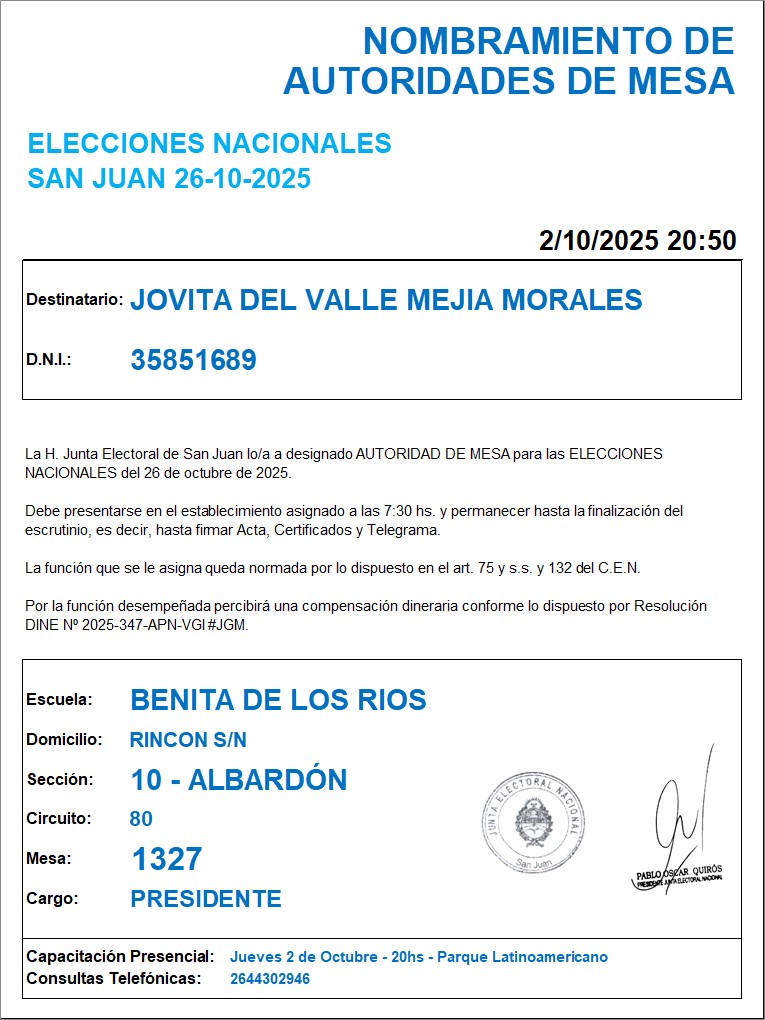 NOMBRAMIENTO DE
AUTORIDADES DE MESA
ELECCIONES NACIONALES
SAN JUAN 26-10-2025
2/10/2025 20:50
Destinatario: JOVITA DEL VALLE MEJIA MORALES
D.N.I.: 35851689
La H. Junta Electoral de San Juan lo/a a designado AUTORIDAD DE MESA para las ELECCIONES
NACIONALES del 26 de octubre de 2025.
Debe presentarse en el establecimiento asignado a las 7:30 hs. y permanecer hasta la finalización del
escrutinio, es decir, hasta firmar Acta, Certificados y Telegrama.
La función que se le asigna queda normada por lo dispuesto en el art. 75 y s.s. y 132 del C.E.N.
Por la función desempeñada percibirá una compensación dineraria conforme lo dispuesto por Resolución
DINE Nº 2025-347-APN-VGI#JGM.
Escuela: BENITA DE LOS RIOS
Domicilio: RINCON S/N
Sección: 10 - ALBARDÓN
Circuito: 80
Mesa: 1327
Cargo: PRESIDENTE
JUNTA ELECTORAL NACIONAL
San Juan
PABLO OSCAR QUIRÓS
PRESIDENTE JUNTA ELECTORAL NACIONAL
Capacitación Presencial: Jueves 2 de Octubre - 20hs - Parque Latinoamericano
Consultas Telefónicas: 2644302946